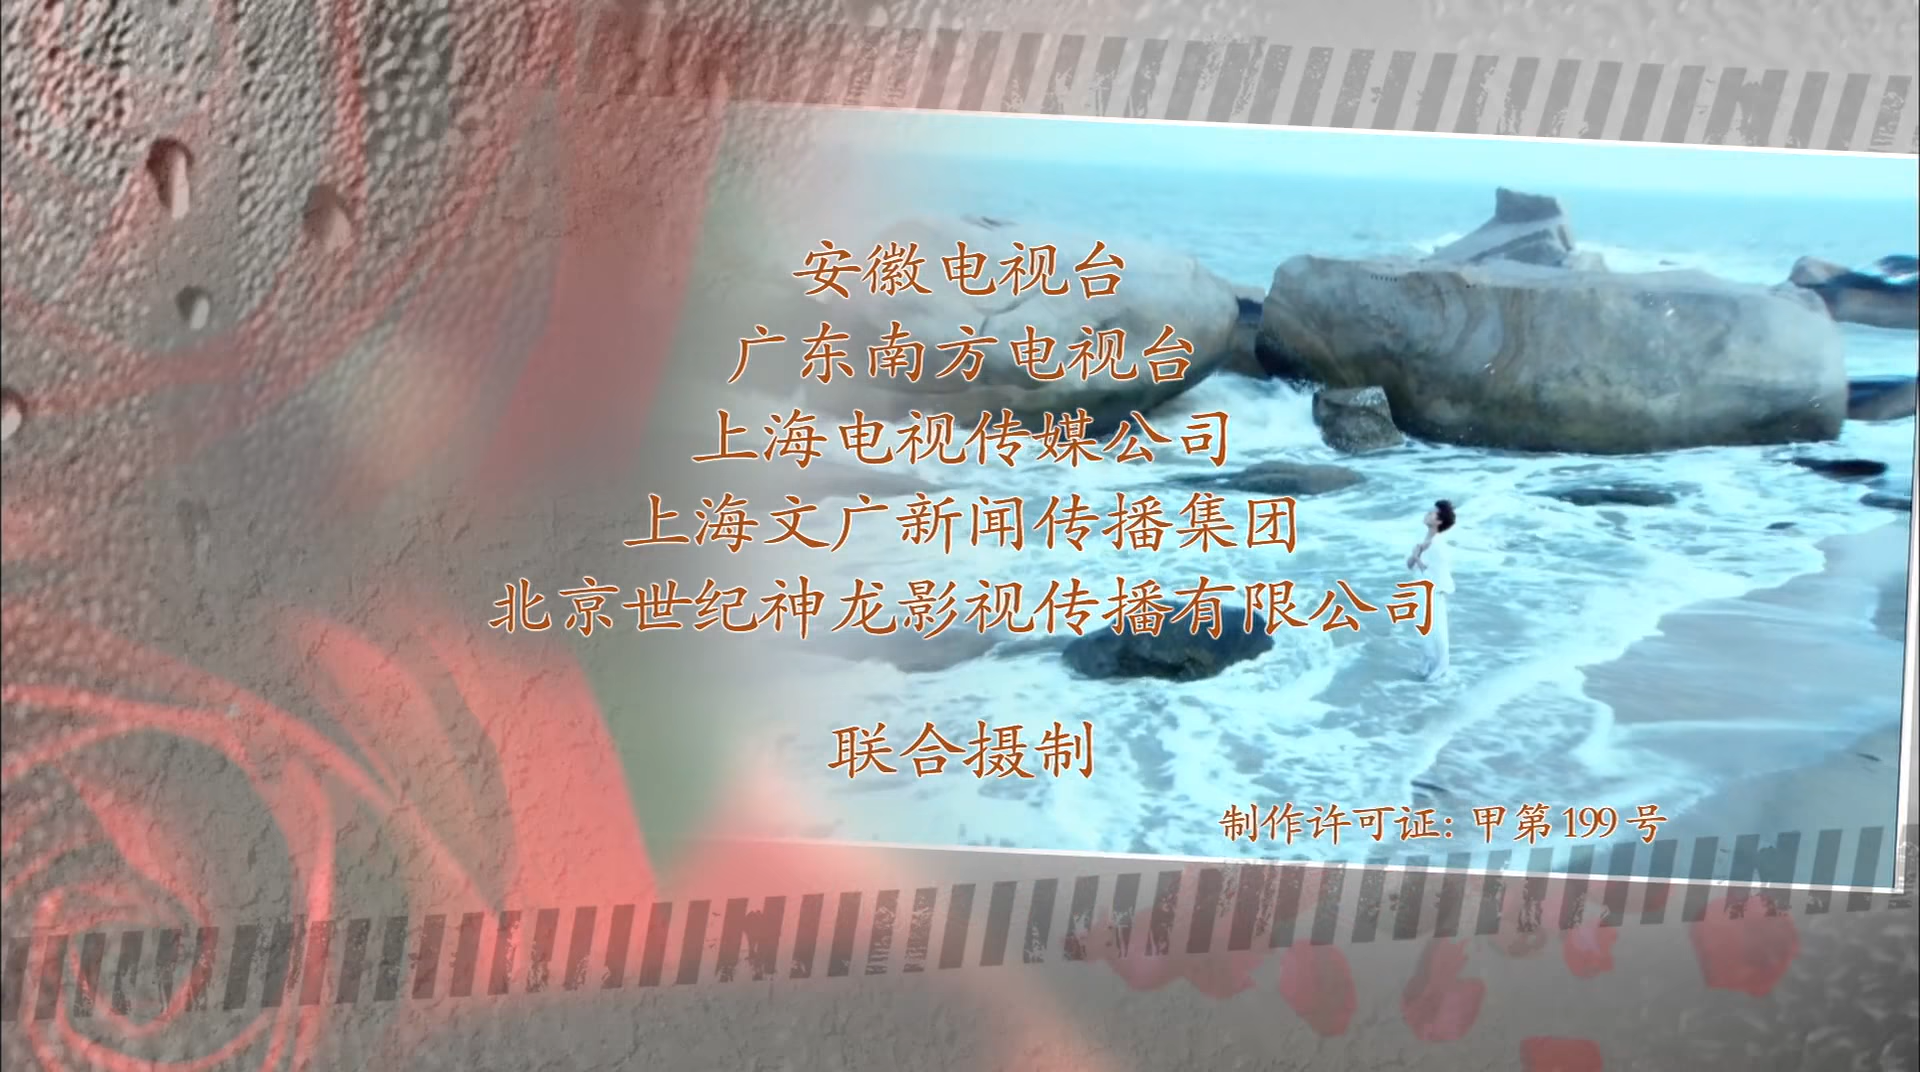 安徽电视台
广东南方电视台
上海电视传媒公司
上海文广新闻传播集团
北京世纪神龙影视传播有限公司
联合摄制
制作许可证：甲第199号